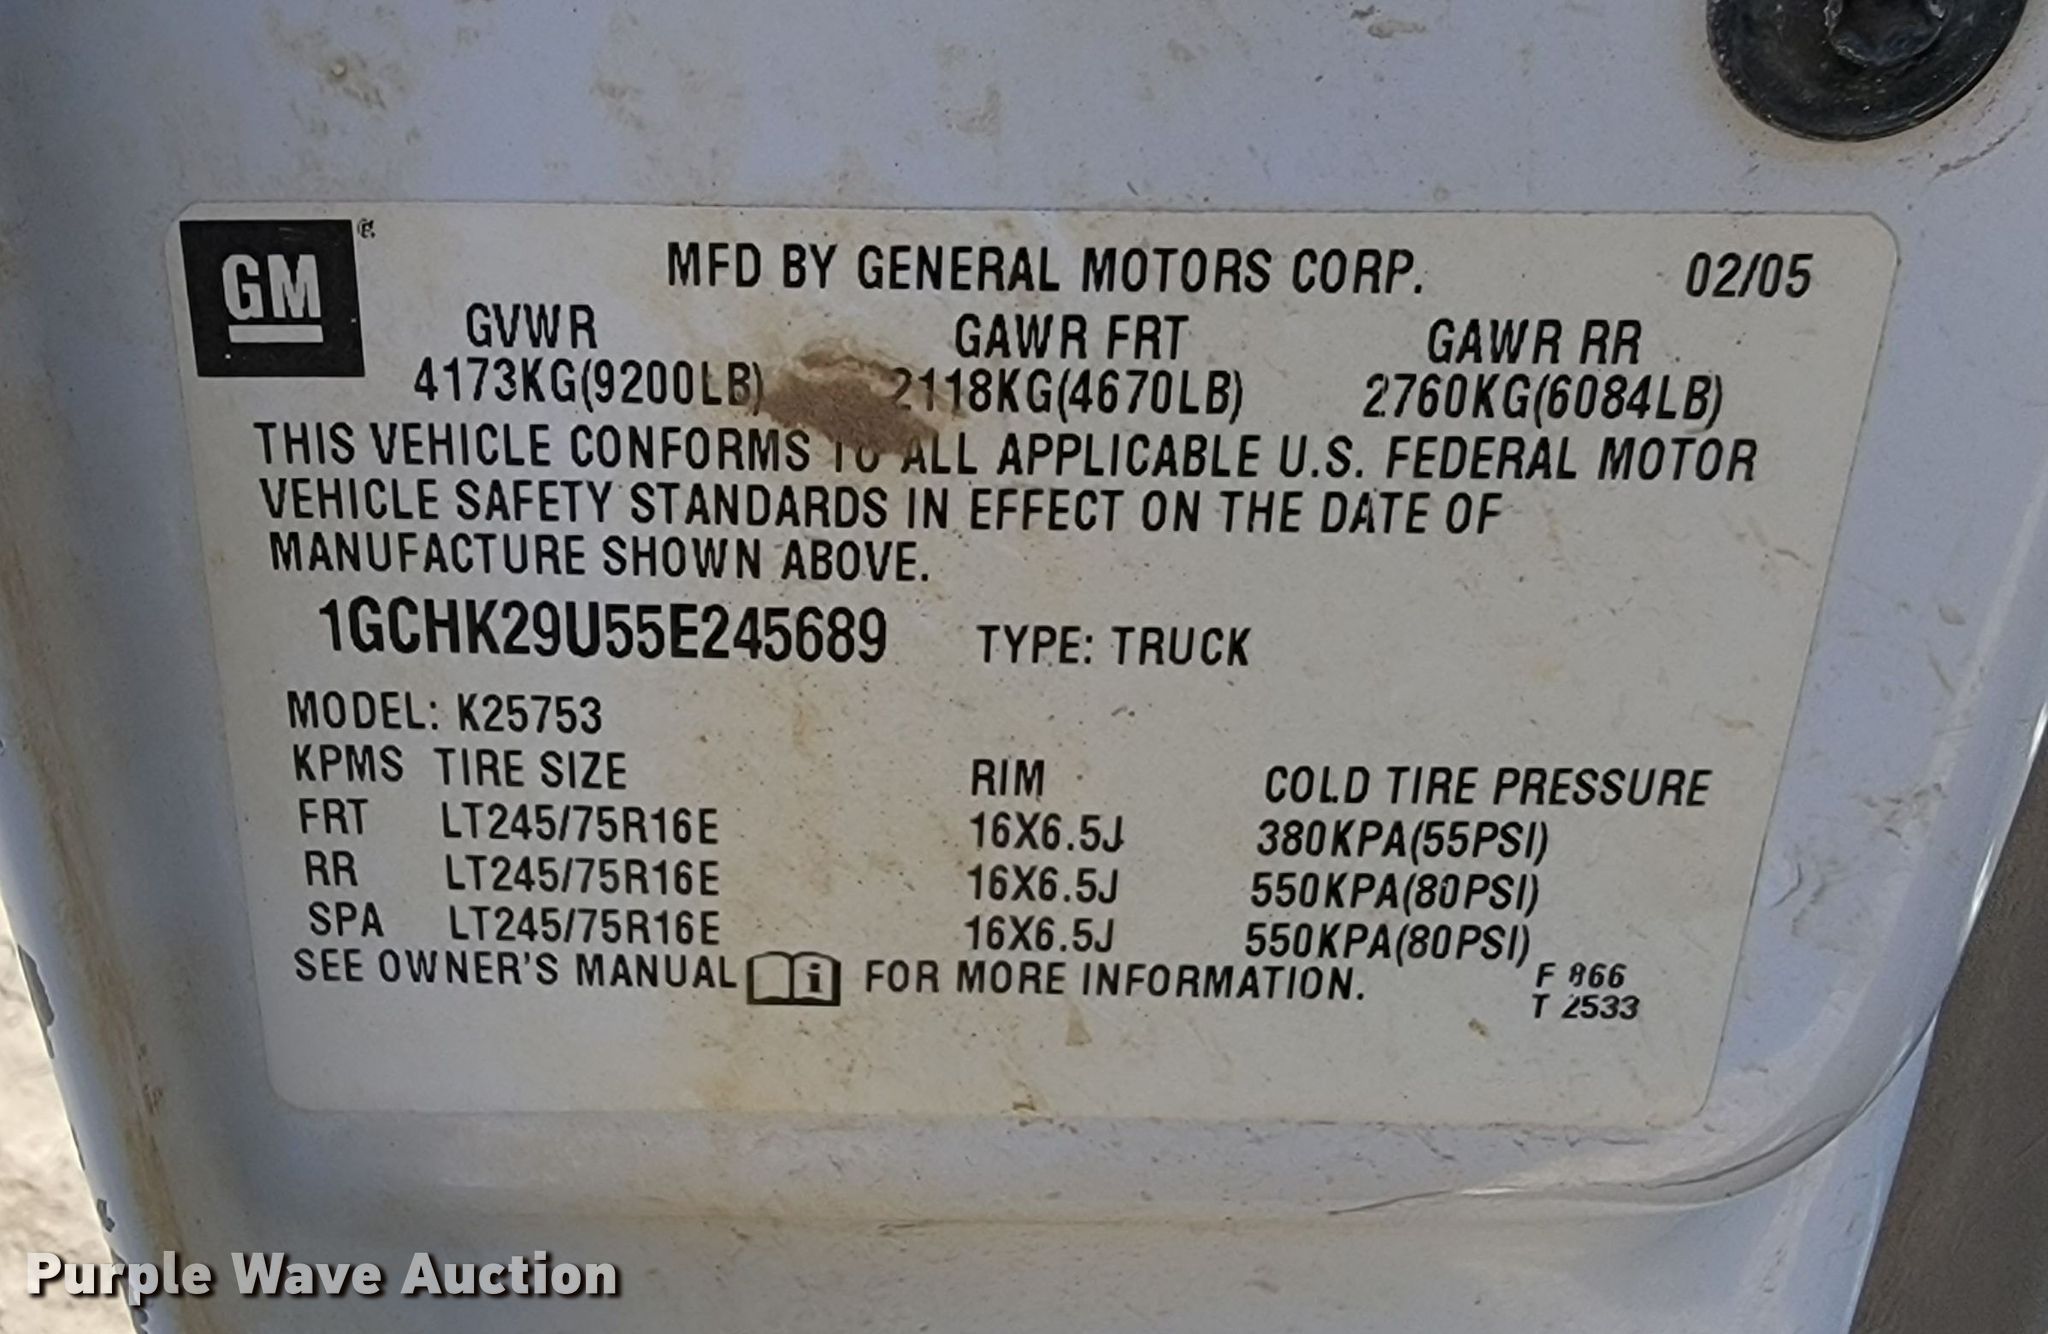 GM ®
MFD BY GENERAL MOTORS CORP. 02/05
GVWR GAWR FRT GAWR RR
4173KG(9200LB) 2118KG(4670LB) 2760KG(6084LB)
THIS VEHICLE CONFORMS TO ALL APPLICABLE U.S. FEDERAL MOTOR
VEHICLE SAFETY STANDARDS IN EFFECT ON THE DATE OF
MANUFACTURE SHOWN ABOVE.
1GCHK29U55E245689 TYPE: TRUCK
MODEL: K25753
KPMS TIRE SIZE RIM COLD TIRE PRESSURE
FRT LT245/75R16E 16X6.5J 380KPA(55PSI)
RR LT245/75R16E 16X6.5J 550KPA(80PSI)
SPA LT245/75R16E 16X6.5J 550KPA(80PSI)
SEE OWNER'S MANUAL i FOR MORE INFORMATION.
F 866
T 2533
Purple Wave Auction